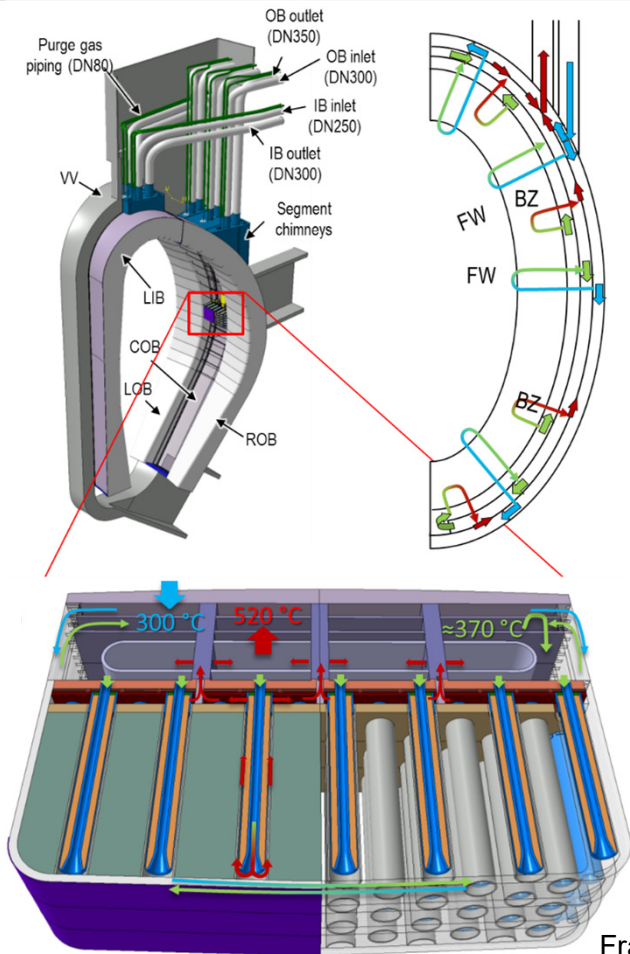 OB outlet
(DN350)
Purge gas
piping (DN80)
OB inlet
(DN300)
IB inlet
(DN250)
IB outlet
(DN300)
VV
Segment
chimneys
LIB
COB
LOB
ROB
FW
BZ
FW
BZ
300 °C
520 °C
≈370 °C
Fra